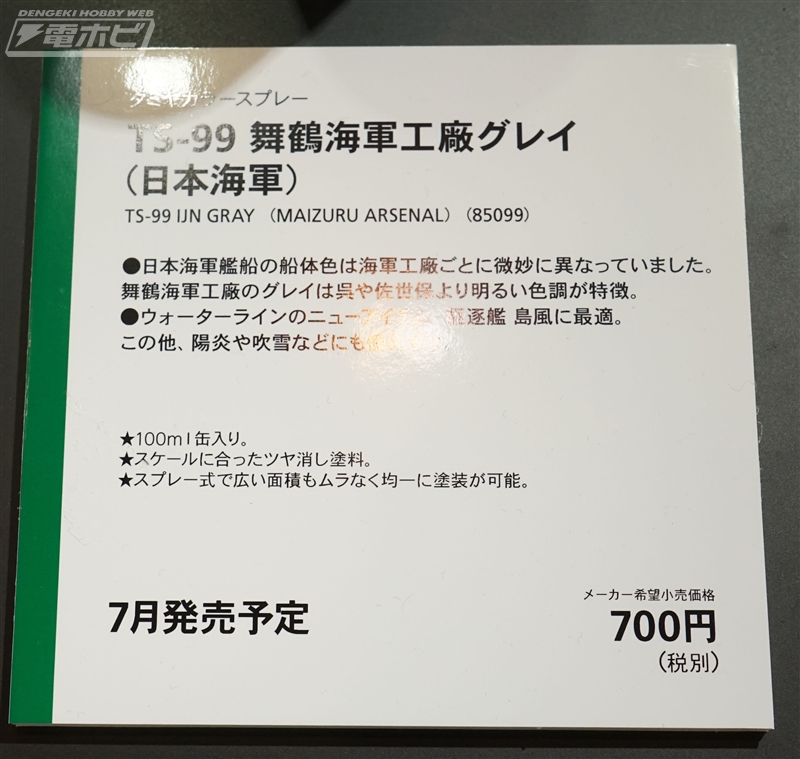 DENGEKI HOBBY WEB
電ホビ
タミヤカラースプレー
TS-99 舞鶴海軍工廠グレイ
（日本海軍）
TS-99 IJN GRAY （MAIZURU ARSENAL）（85099）
●日本海軍艦船の船体色は海軍工廠ごとに微妙に異なっていました。
舞鶴海軍工廠のグレイは呉や佐世保より明るい色調が特徴。
●ウォーターラインのニューアイテム 駆逐艦 島風に最適。
この他、陽炎や吹雪などにも
★100ml缶入り。
★スケールに合ったツヤ消し塗料。
★スプレー式で広い面積もムラなく均一に塗装が可能。
メーカー希望小売価格
7月発売予定
700円
（税別）